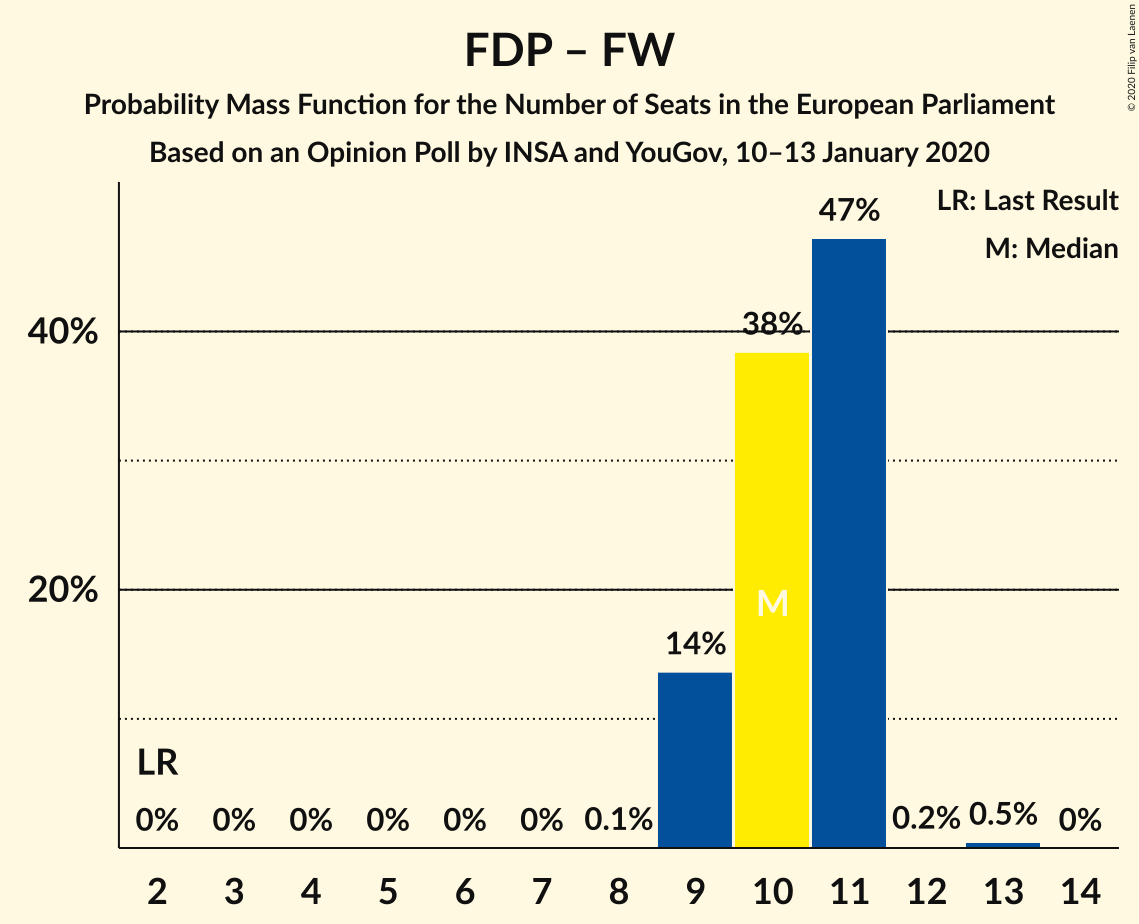 FDP – FW
Probability Mass Function for the Number of Seats in the European Parliament
Based on an Opinion Poll by INSA and YouGov, 10–13 January 2020
© 2020 Filip van Laenen
LR: Last Result
M: Median
47%
38%
40%
M
20%
14%
LR
0% 0% 0% 0% 0% 0% 0.1% 0.2% 0.5% 0%
2 3 4 5 6 7 8 9 10 11 12 13 14